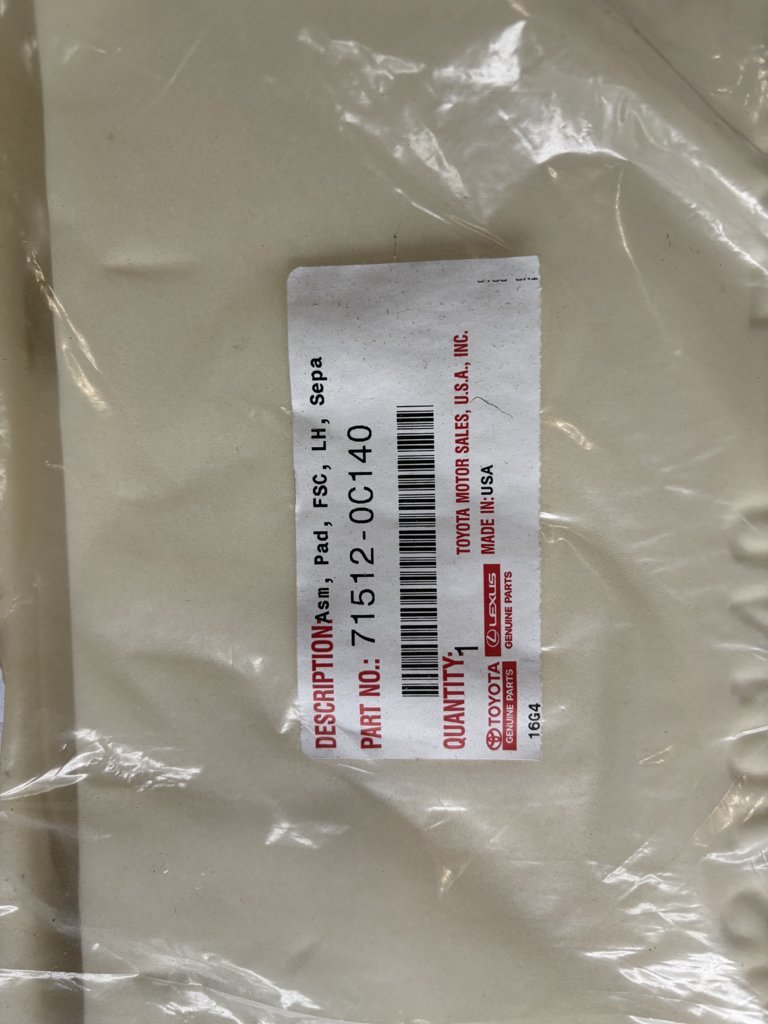 DESCRIPTION: Asm, Pad, FSC, LH, Sepa
PART NO.: 71512-0C140
QUANTITY: 1
TOYOTA MOTOR SALES, U.S.A., INC.
MADE IN: USA
TOYOTA
GENUINE PARTS
LEXUS
GENUINE PARTS
16G4